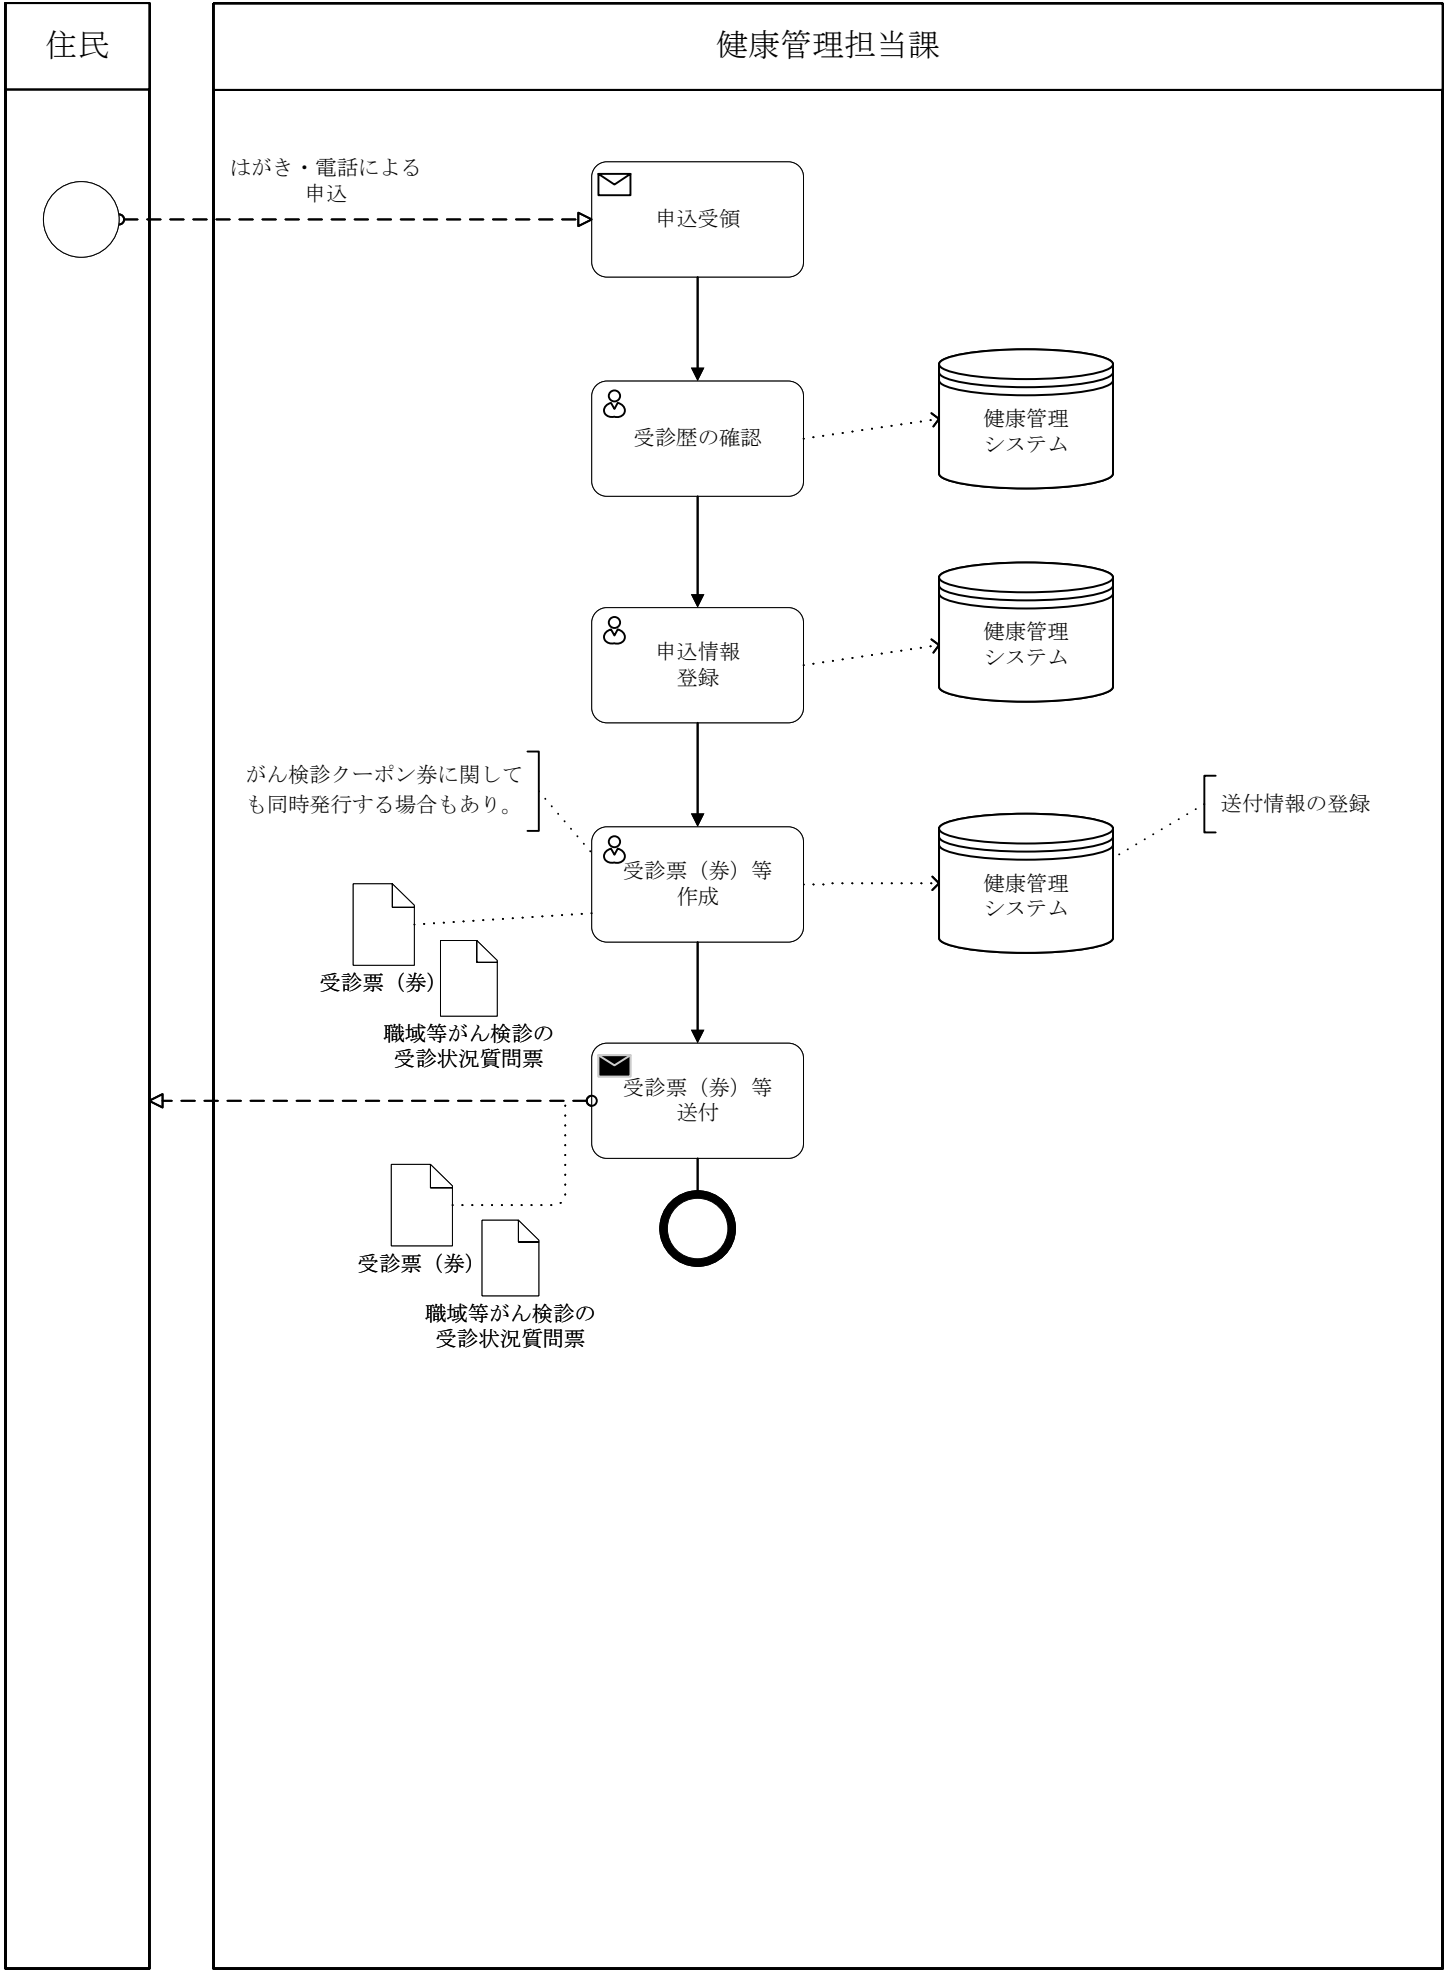 住民
健康管理担当課
はがき・電話による
申込
申込受領
受診歴の確認
健康管理
システム
申込情報
登録
健康管理
システム
がん検診クーポン券に関して
も同時発行する場合もあり。
送付情報の登録
受診票（券）等
作成
健康管理
システム
受診票（券）
職域等がん検診の
受診状況質問票
受診票（券）等
送付
受診票（券）
職域等がん検診の
受診状況質問票